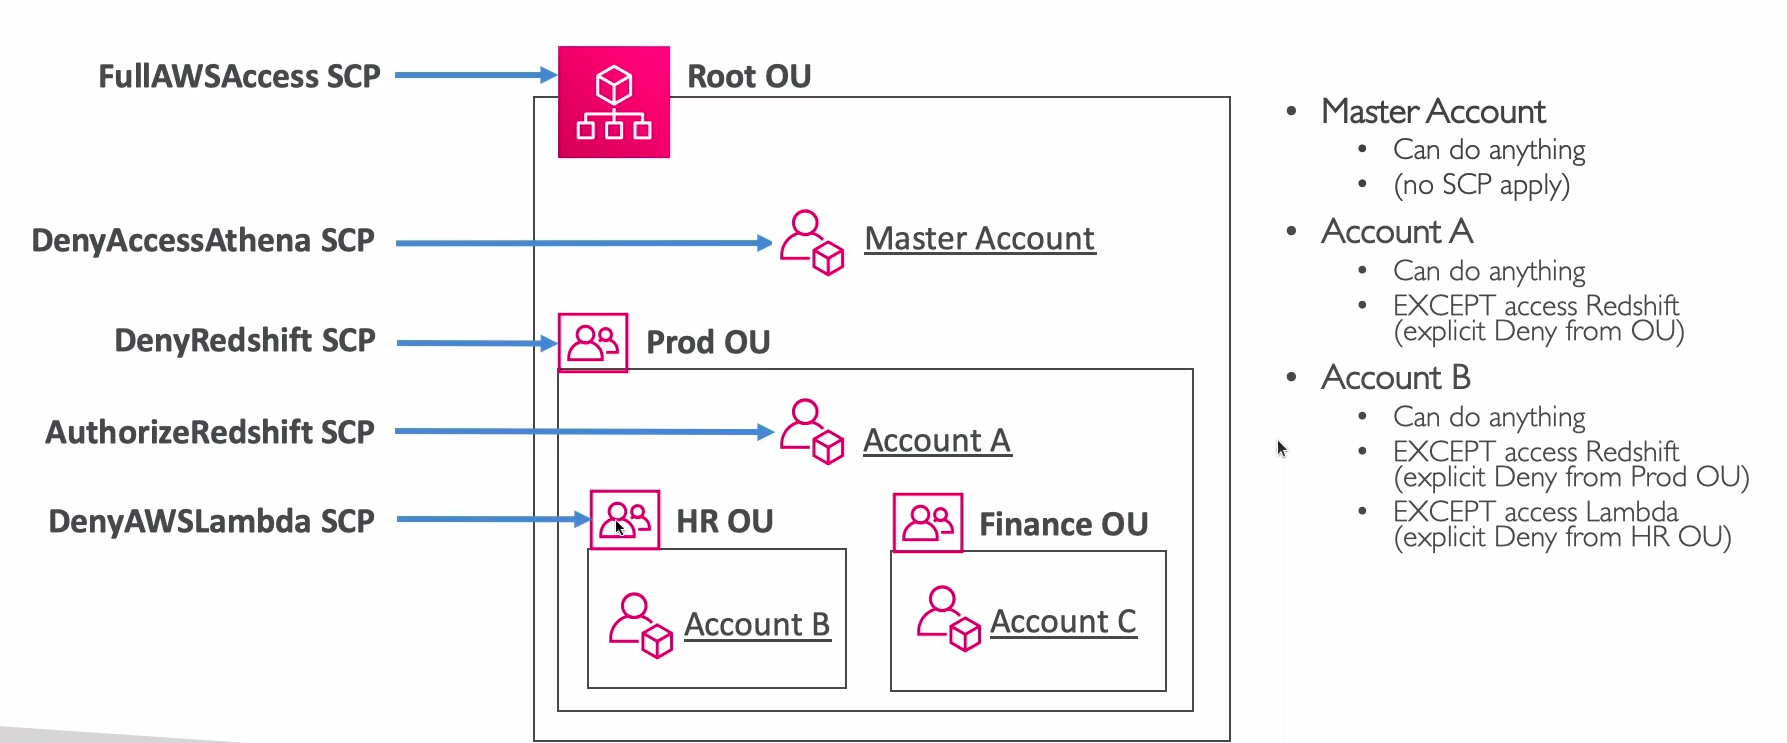 FullAWSAccess SCP
Root OU
DenyAccessAthena SCP
Master Account
DenyRedshift SCP
Prod OU
AuthorizeRedshift SCP
Account A
DenyAWSLambda SCP
HR OU
Finance OU
Account B
Account C
• Master Account
• Can do anything
• (no SCP apply)
• Account A
• Can do anything
• EXCEPT access Redshift
(explicit Deny from OU)
• Account B
• Can do anything
• EXCEPT access Redshift
(explicit Deny from Prod OU)
• EXCEPT access Lambda
(explicit Deny from HR OU)